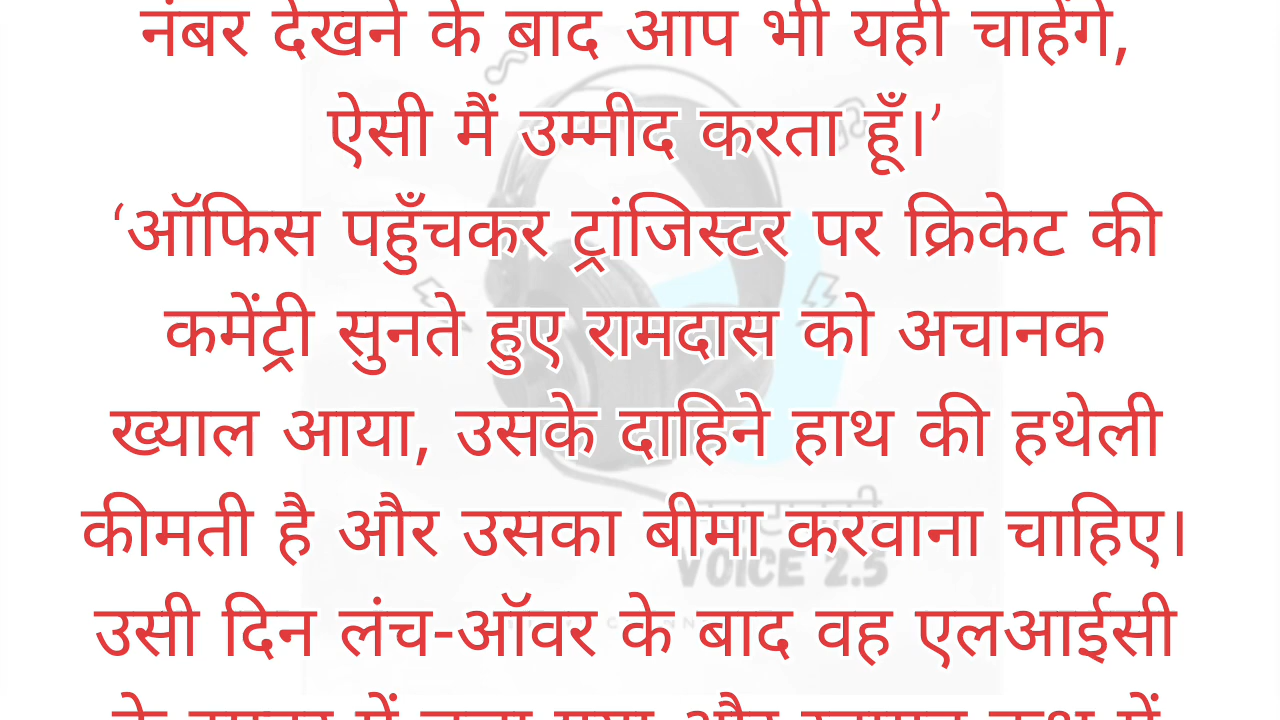 नंबर देखने के बाद आप भी यही चाहेंगे,
ऐसी मैं उम्मीद करता हूँ।’
‘ऑफिस पहुँचकर ट्रांजिस्टर पर क्रिकेट की
कमेंट्री सुनते हुए रामदास को अचानक
ख्याल आया, उसके दाहिने हाथ की हथेली
कीमती है और उसका बीमा करवाना चाहिए।
VOICE 2.5
उसी दिन लंच-ऑवर के बाद वह एलआईसी